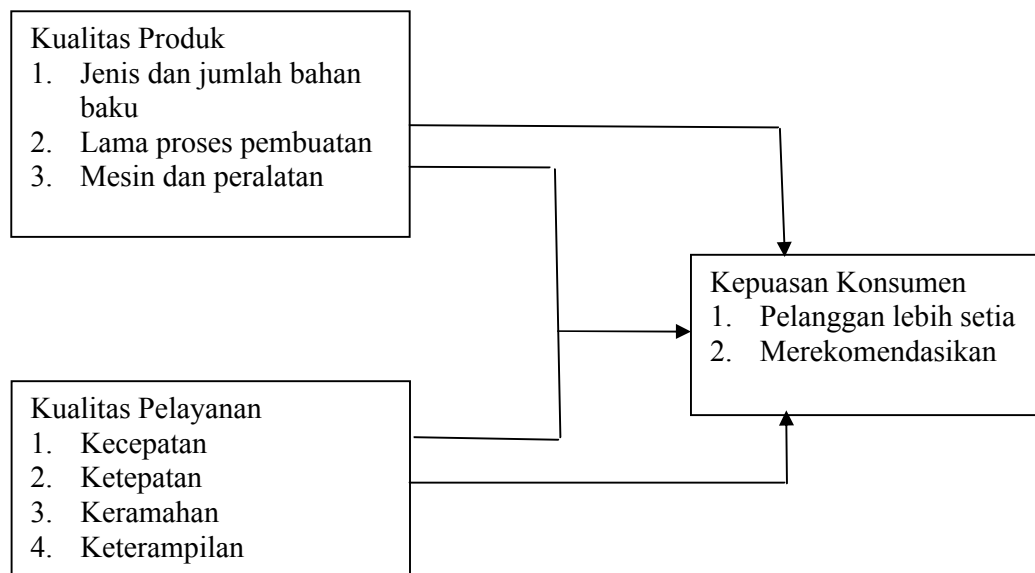 Kualitas Produk
1. Jenis dan jumlah bahan
baku
2. Lama proses pembuatan
3. Mesin dan peralatan
Kepuasan Konsumen
1. Pelanggan lebih setia
2. Merekomendasikan
Kualitas Pelayanan
1. Kecepatan
2. Ketepatan
3. Keramahan
4. Keterampilan